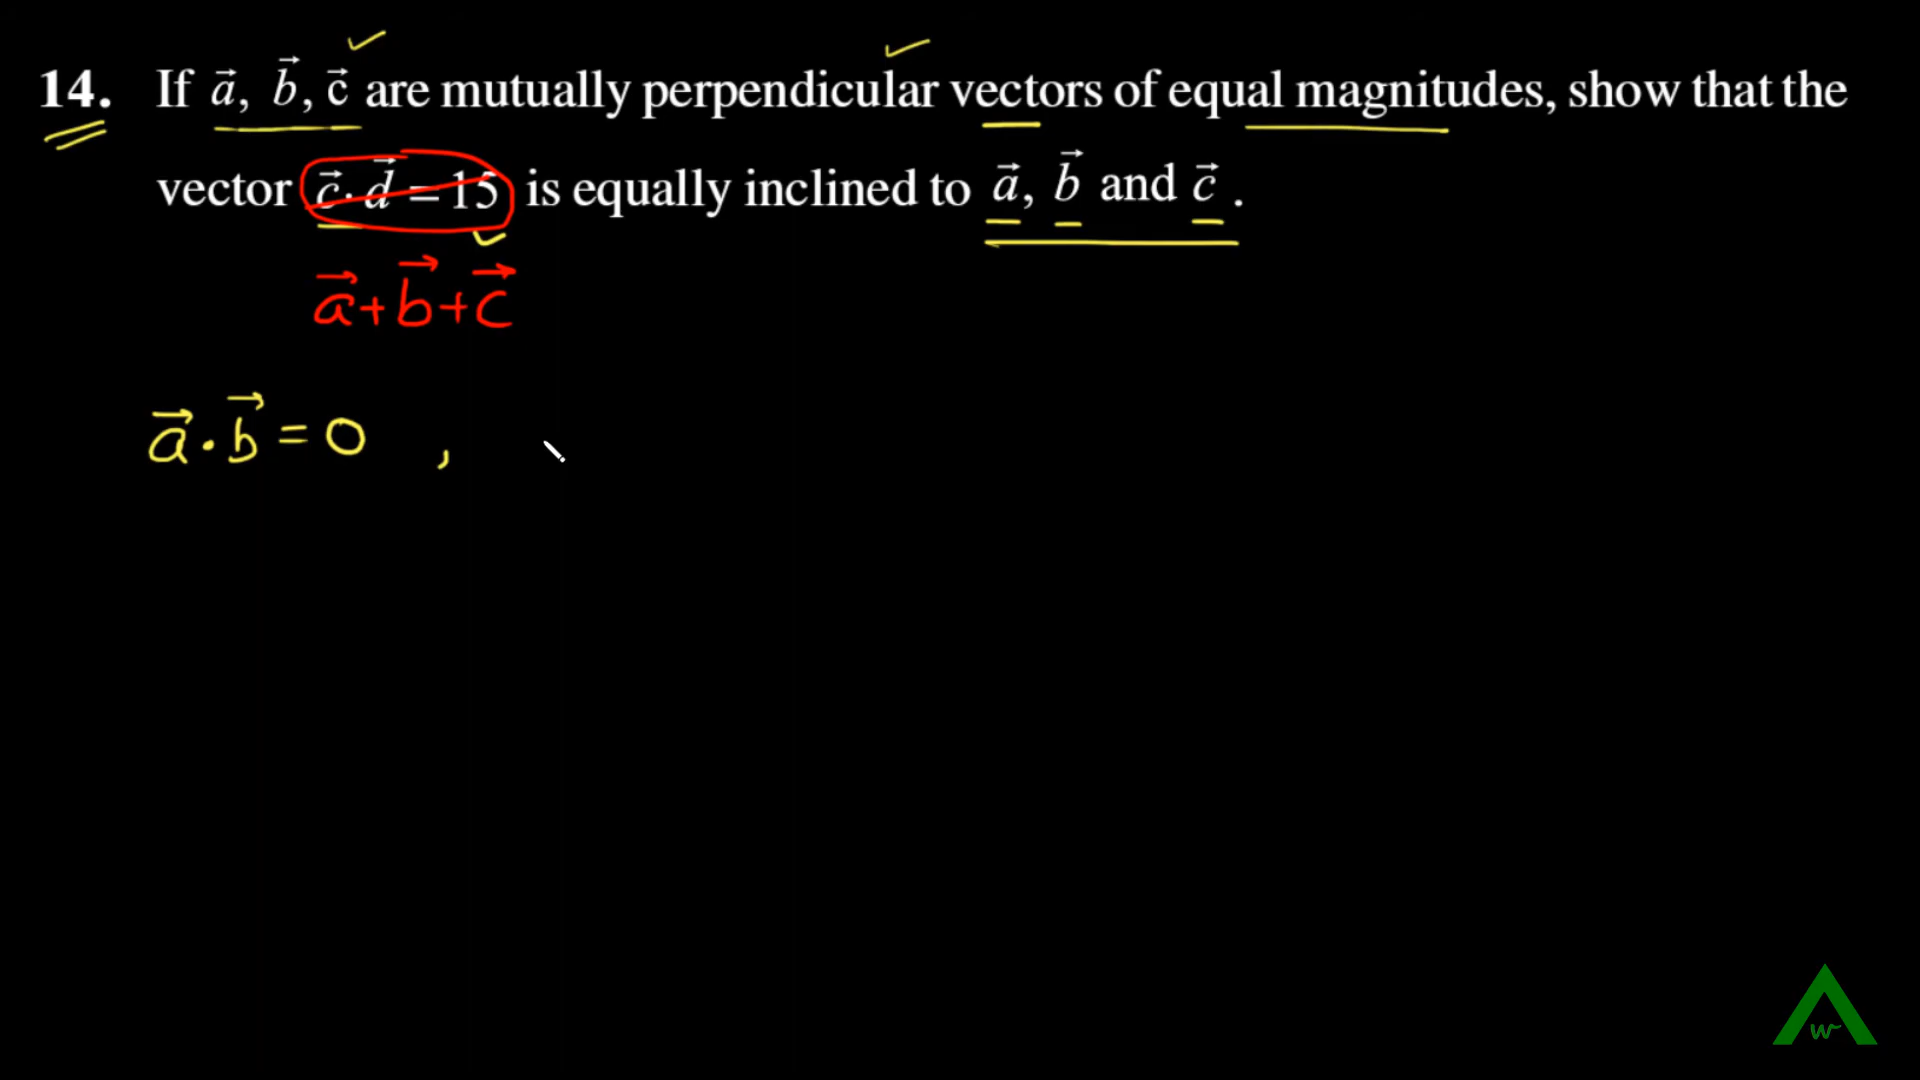 14. If a⃗, b⃗, c⃗ are mutually perpendicular vectors of equal magnitudes, show that the
vector c⃗·d⃗ = 15 is equally inclined to a⃗, b⃗ and c⃗.
a⃗+b⃗+c⃗
a⃗·b⃗ = 0 ,
w